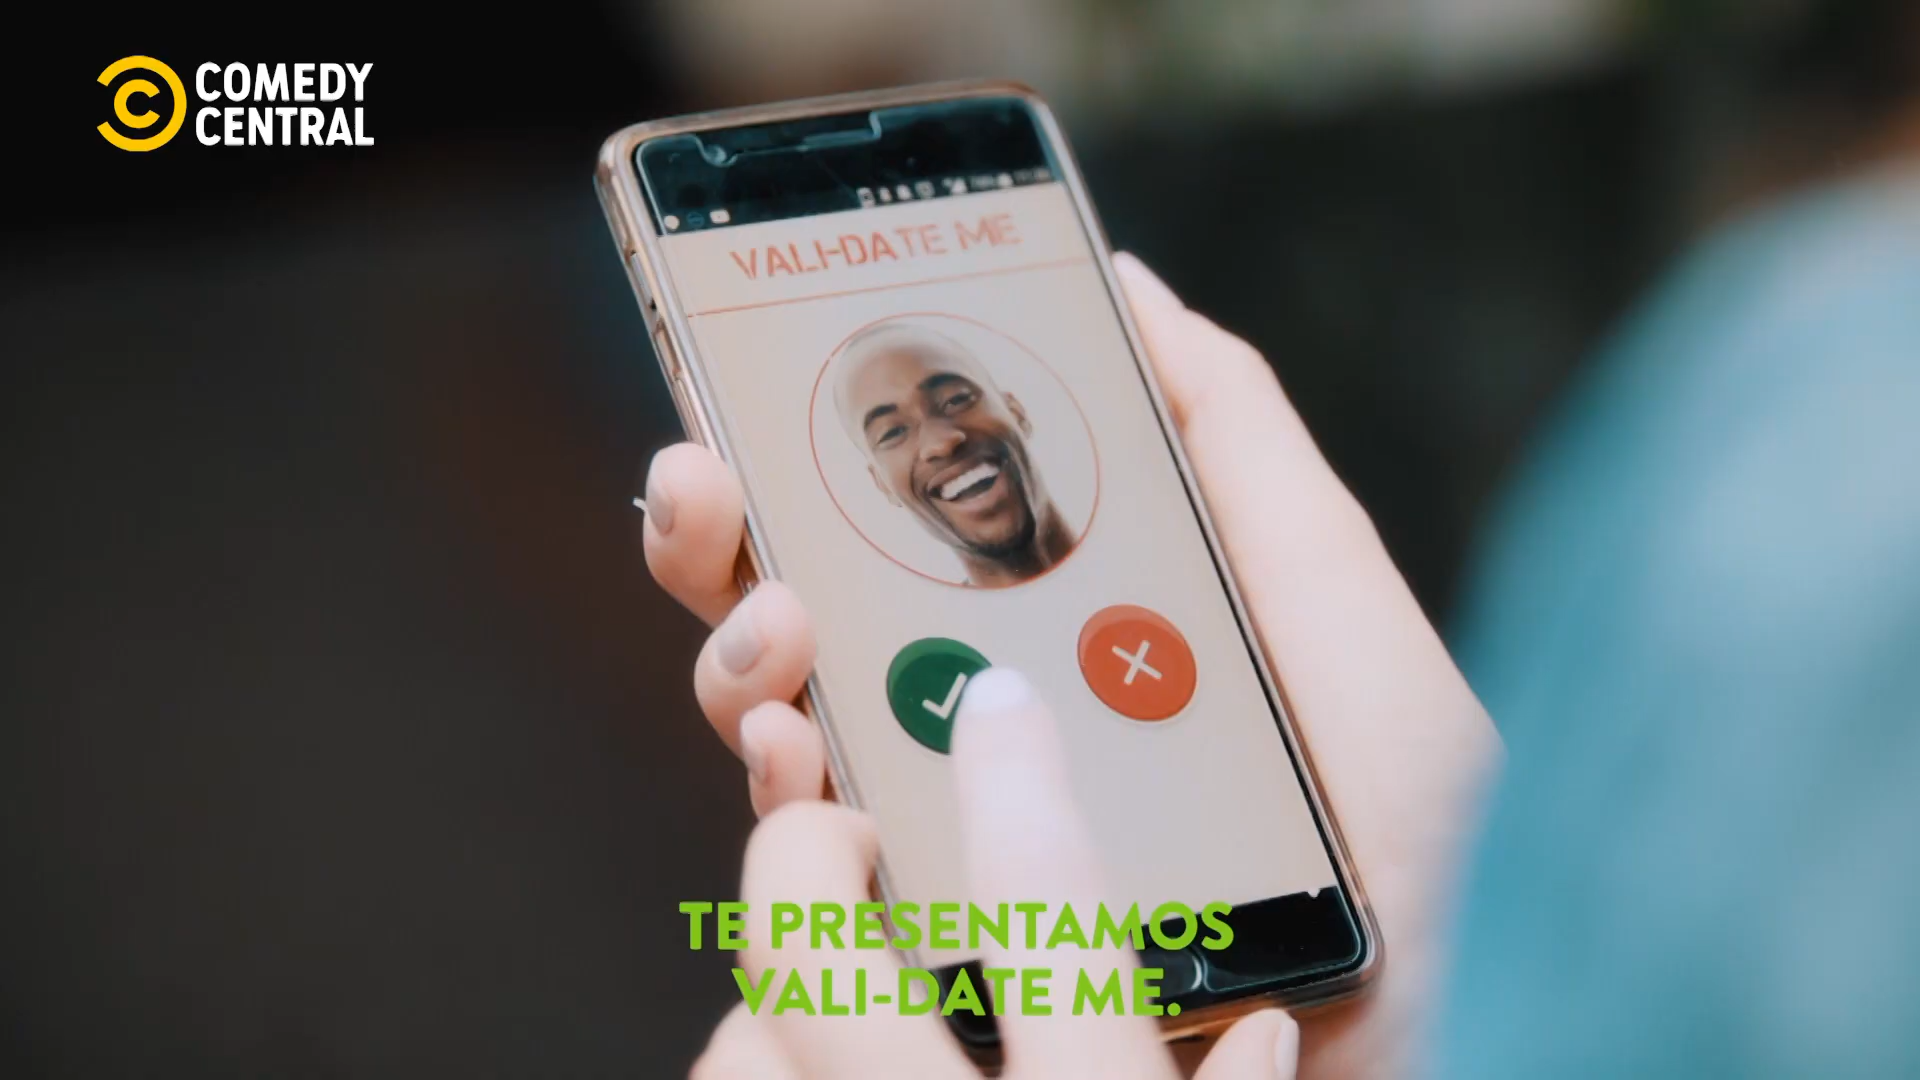 COMEDY
CENTRAL
VALI-DATE ME
TE PRESENTAMOS
VALI-DATE ME.